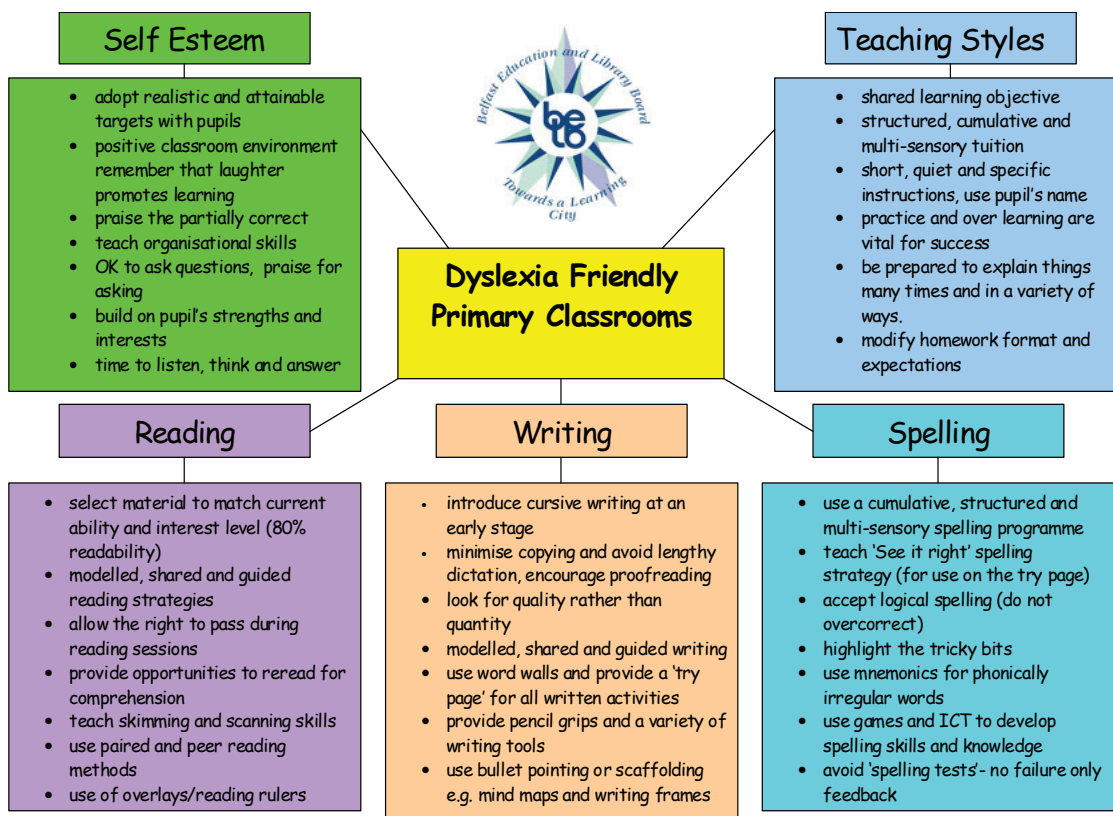 Self Esteem
• adopt realistic and attainable
targets with pupils
• positive classroom environment
remember that laughter
promotes learning
• praise the partially correct
• teach organisational skills
• OK to ask questions, praise for
asking
• build on pupil's strengths and
interests
• time to listen, think and answer
Belfast Education and Library Board
belb
Towards a Learning
City
Teaching Styles
• shared learning objective
• structured, cumulative and
multi-sensory tuition
• short, quiet and specific
instructions, use pupil's name
• practice and over learning are
vital for success
• be prepared to explain things
many times and in a variety of
ways.
• modify homework format and
expectations
Dyslexia Friendly
Primary Classrooms
Reading
• select material to match current
ability and interest level (80%
readability)
• modelled, shared and guided
reading strategies
• allow the right to pass during
reading sessions
• provide opportunities to reread for
comprehension
• teach skimming and scanning skills
• use paired and peer reading
methods
• use of overlays/reading rulers
Writing
• introduce cursive writing at an
early stage
• minimise copying and avoid lengthy
dictation, encourage proofreading
• look for quality rather than
quantity
• modelled, shared and guided writing
• use word walls and provide a 'try
page' for all written activities
• provide pencil grips and a variety of
writing tools
• use bullet pointing or scaffolding
e.g. mind maps and writing frames
Spelling
• use a cumulative, structured and
multi-sensory spelling programme
• teach 'See it right' spelling
strategy (for use on the try page)
• accept logical spelling (do not
overcorrect)
• highlight the tricky bits
• use mnemonics for phonically
irregular words
• use games and ICT to develop
spelling skills and knowledge
• avoid 'spelling tests'- no failure only
feedback